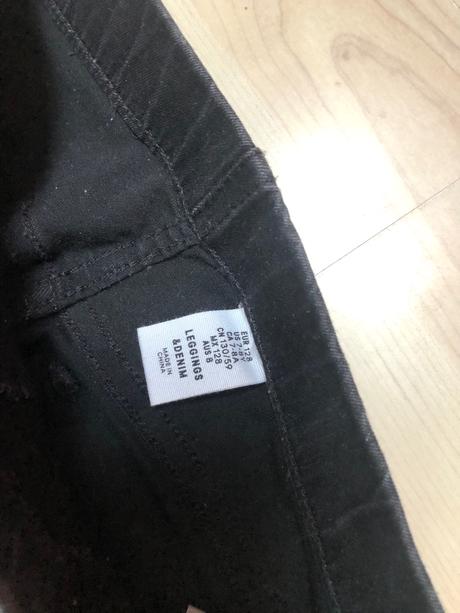 EUR 128
US 7-8Y
CA 7-8A
CN 130/59
MX 128
AUS 8
LEGGINGS
&DENIM
MADE IN
CHINA